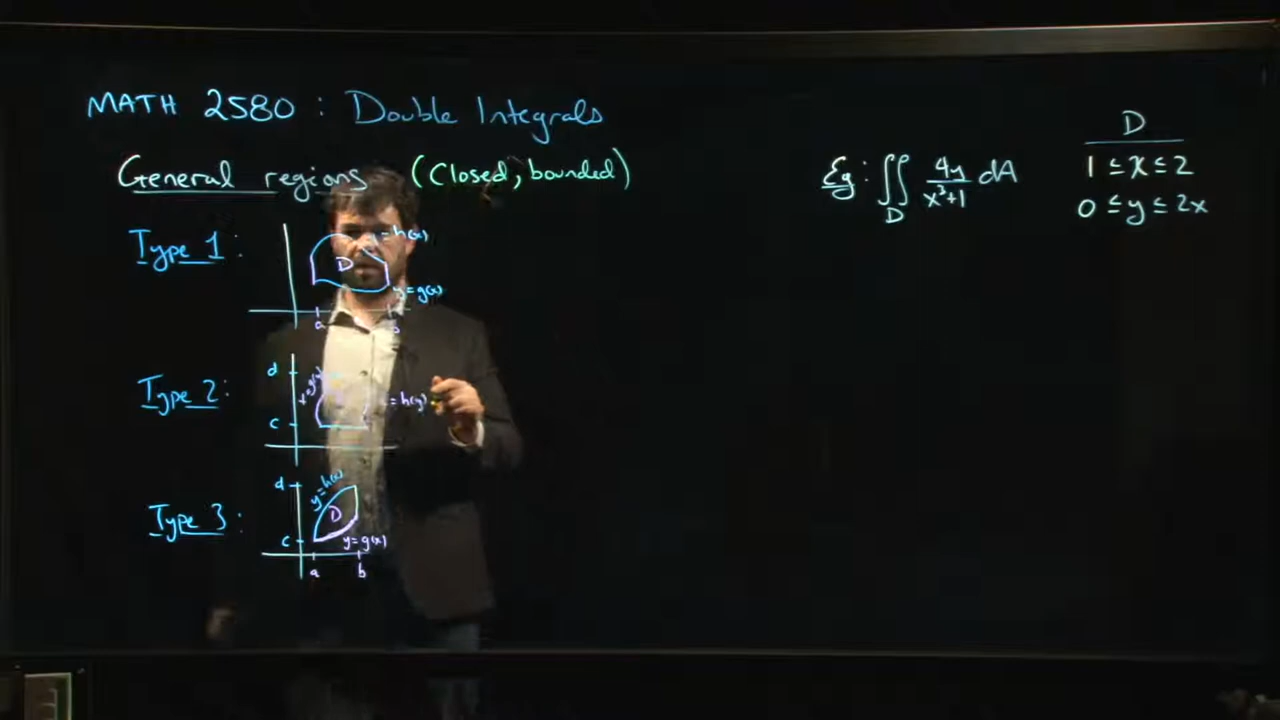 MATH 2580 : Double Integrals
General regions (Closed, bounded)
Type 1 :
= h(x)
D
y = g(x)
a b
Type 2 :
d
x = g(y)
= h(y)
c
Type 3 :
d
y = h(x)
D
c
y = g(x)
a b
Eg : ∬_D 4y/(x³+1) dA
D
1 ≤ x ≤ 2
0 ≤ y ≤ 2x